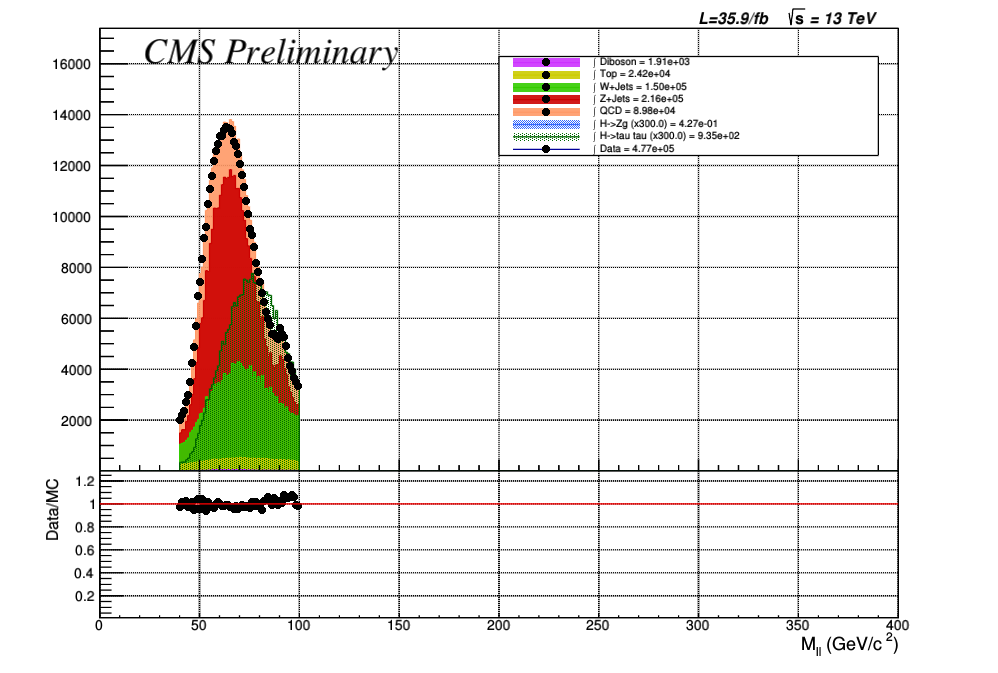 L=35.9/fb √s = 13 TeV
CMS Preliminary
∫ Diboson = 1.91e+03
∫ Top = 2.42e+04
∫ W+Jets = 1.50e+05
∫ Z+Jets = 2.16e+05
∫ QCD = 8.98e+04
∫ H->Zg (x300.0) = 4.27e-01
∫ H->tau tau (x300.0) = 9.35e+02
∫ Data = 4.77e+05
16000
14000
12000
10000
8000
6000
4000
2000
Data/MC
1.2
1
0.8
0.6
0.4
0.2
0 50 100 150 200 250 300 350 400
M_ll (GeV/c ²)